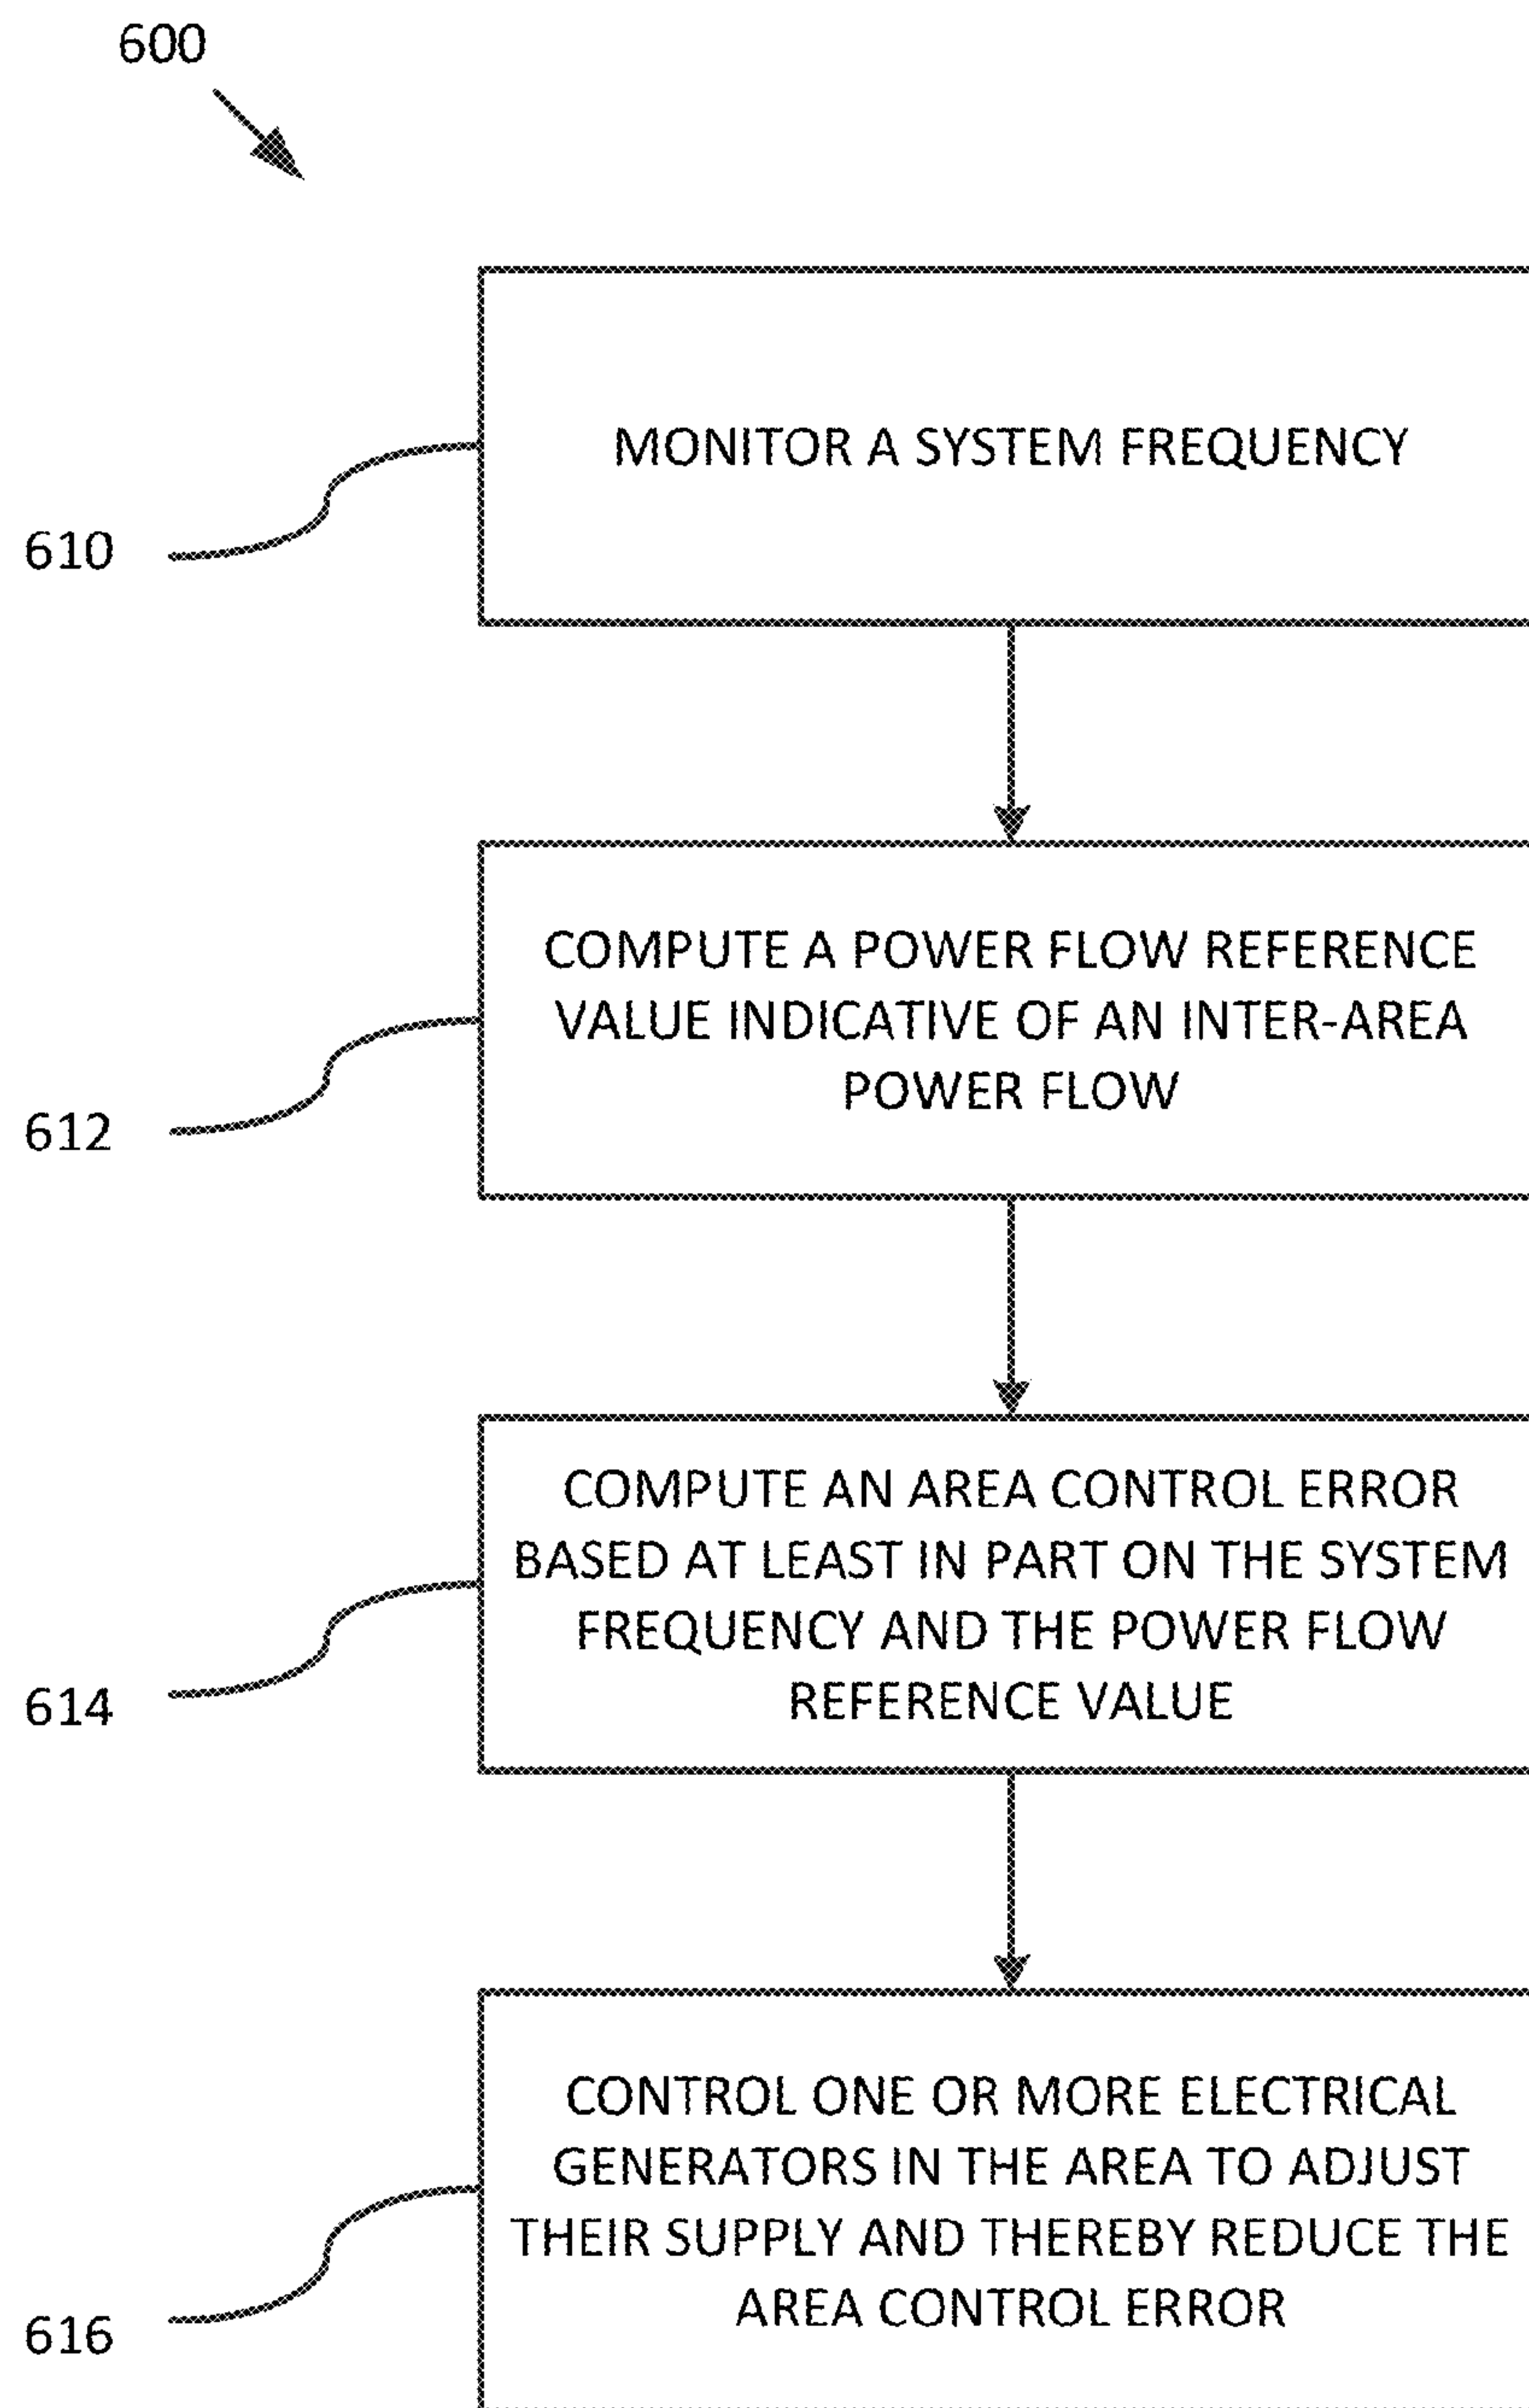 600
MONITOR A SYSTEM FREQUENCY
610
COMPUTE A POWER FLOW REFERENCE
VALUE INDICATIVE OF AN INTER-AREA
POWER FLOW
612
COMPUTE AN AREA CONTROL ERROR
BASED AT LEAST IN PART ON THE SYSTEM
FREQUENCY AND THE POWER FLOW
REFERENCE VALUE
614
CONTROL ONE OR MORE ELECTRICAL
GENERATORS IN THE AREA TO ADJUST
THEIR SUPPLY AND THEREBY REDUCE THE
AREA CONTROL ERROR
616